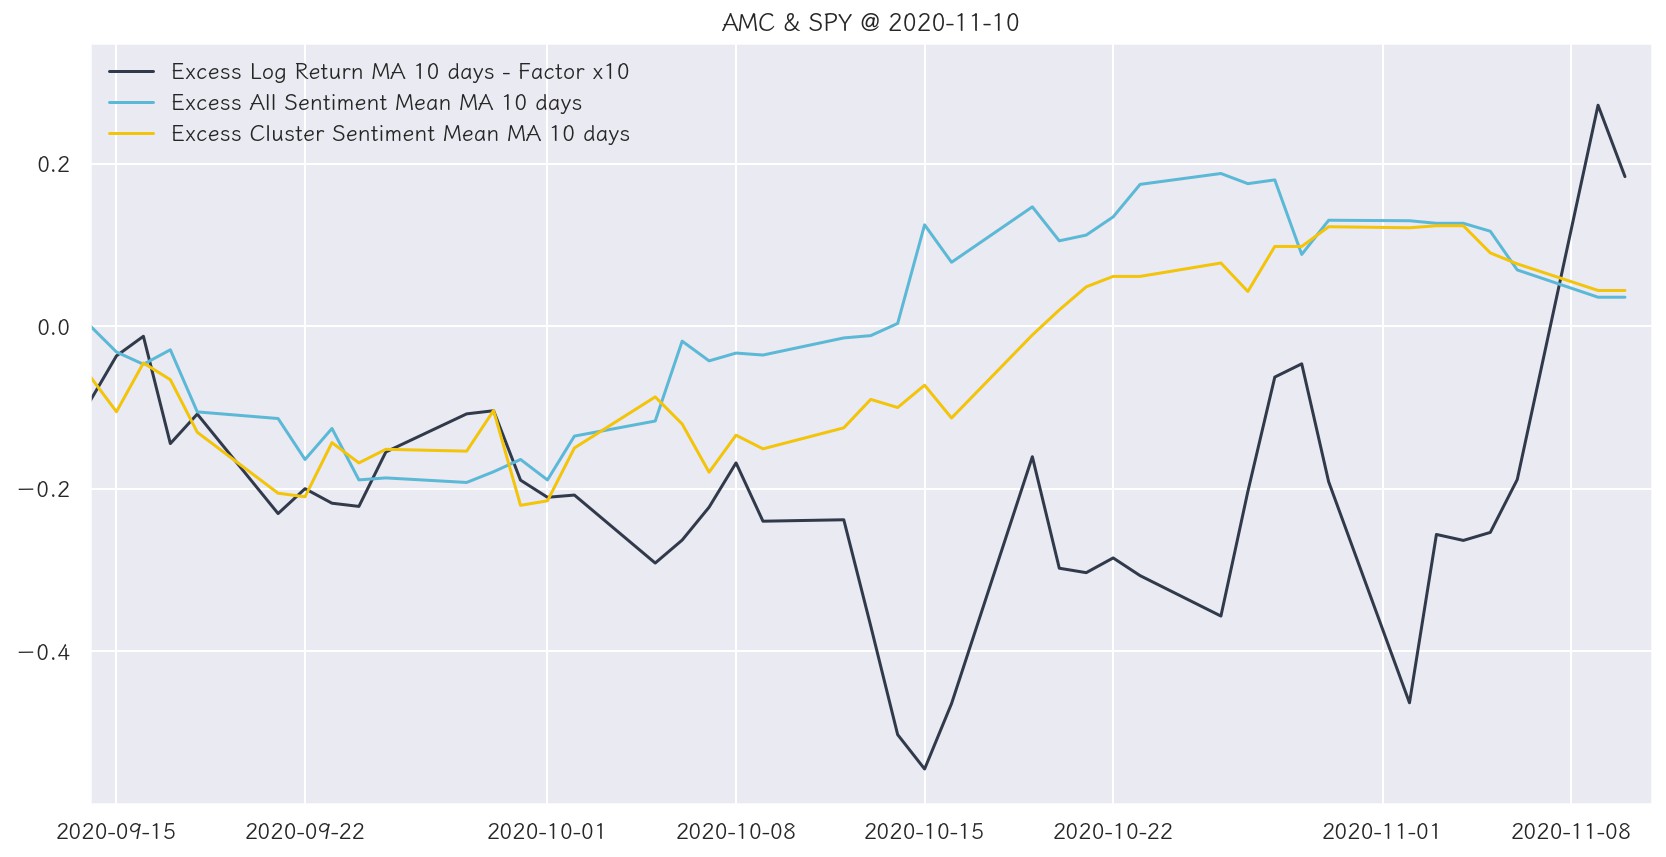 AMC & SPY @ 2020-11-10
Excess Log Return MA 10 days - Factor x10
Excess All Sentiment Mean MA 10 days
Excess Cluster Sentiment Mean MA 10 days
0.2
0.0
−0.2
−0.4
2020-09-15 2020-09-22 2020-10-01 2020-10-08 2020-10-15 2020-10-22 2020-11-01 2020-11-08